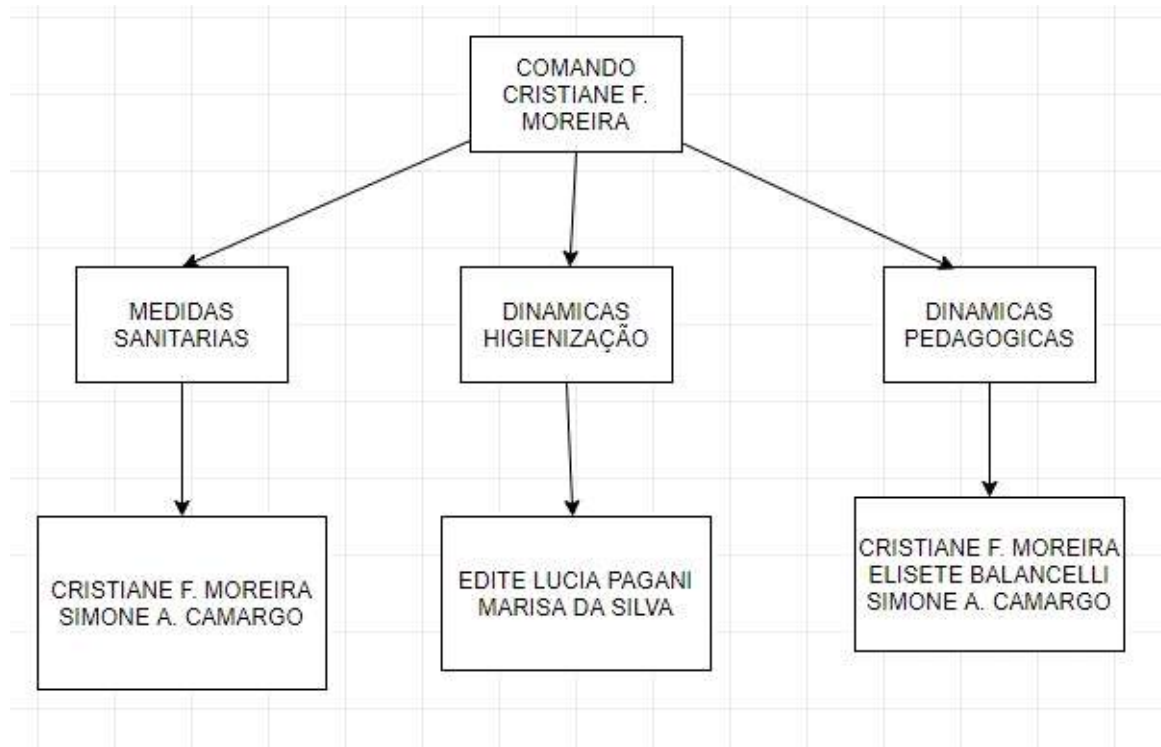 COMANDO
CRISTIANE F.
MOREIRA
MEDIDAS
SANITARIAS
DINAMICAS
HIGIENIZAÇÃO
DINAMICAS
PEDAGOGICAS
CRISTIANE F. MOREIRA
SIMONE A. CAMARGO
EDITE LUCIA PAGANI
MARISA DA SILVA
CRISTIANE F. MOREIRA
ELISETE BALANCELLI
SIMONE A. CAMARGO